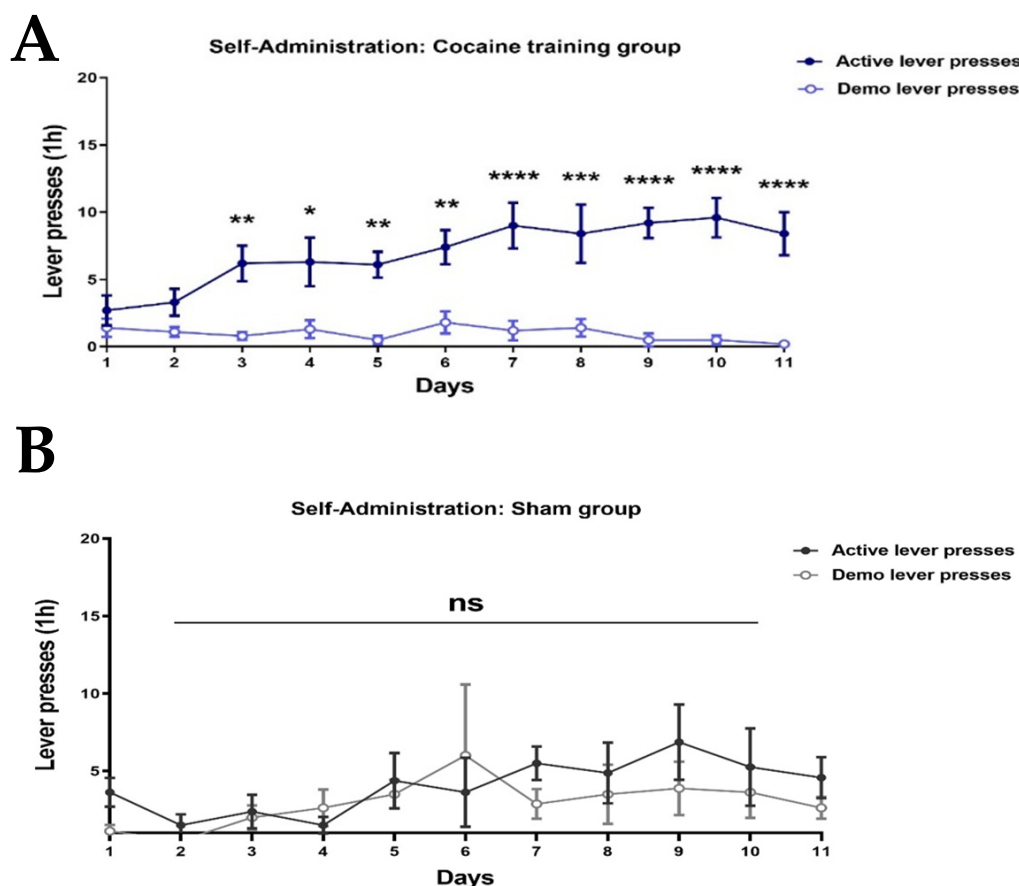 A
Self-Administration: Cocaine training group
Active lever presses
Demo lever presses
Lever presses (1h)
20
15
10
5
0
** * ** ** **** *** **** **** ****
1 2 3 4 5 6 7 8 9 10 11
Days
B
Self-Administration: Sham group
Active lever presses
Demo lever presses
Lever presses (1h)
20
15
10
5
ns
1 2 3 4 5 6 7 8 9 10 11
Days